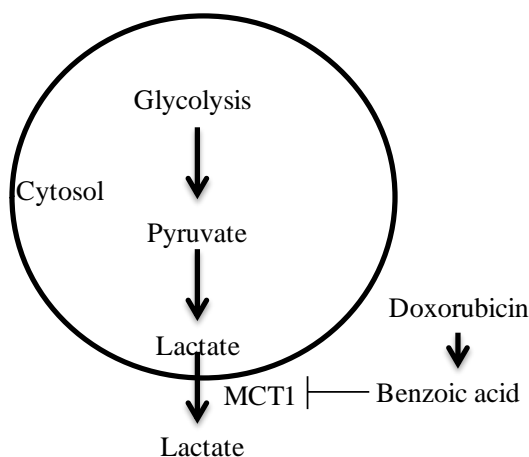 Glycolysis
Cytosol
Pyruvate
Doxorubicin
Lactate
MCT1
Benzoic acid
Lactate